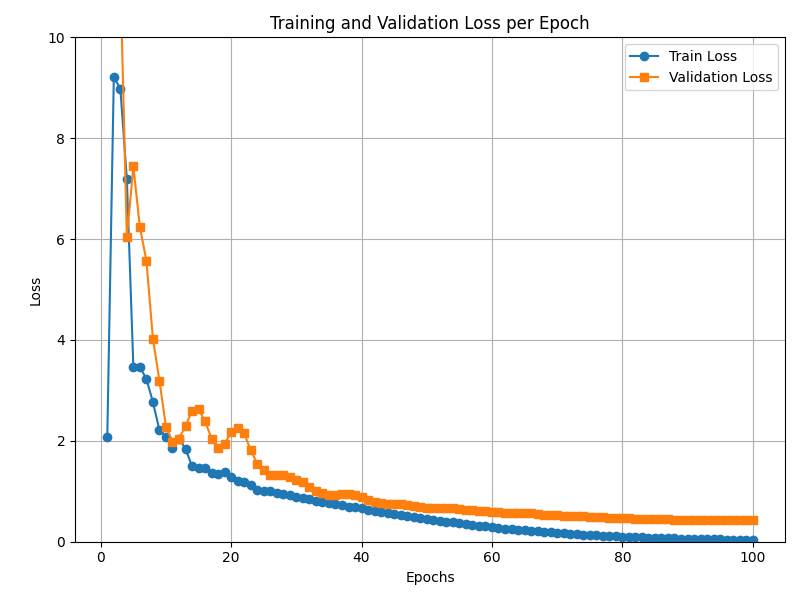 Training and Validation Loss per Epoch
Train Loss
Validation Loss
10
8
6
4
2
0
Loss
0 20 40 60 80 100
Epochs